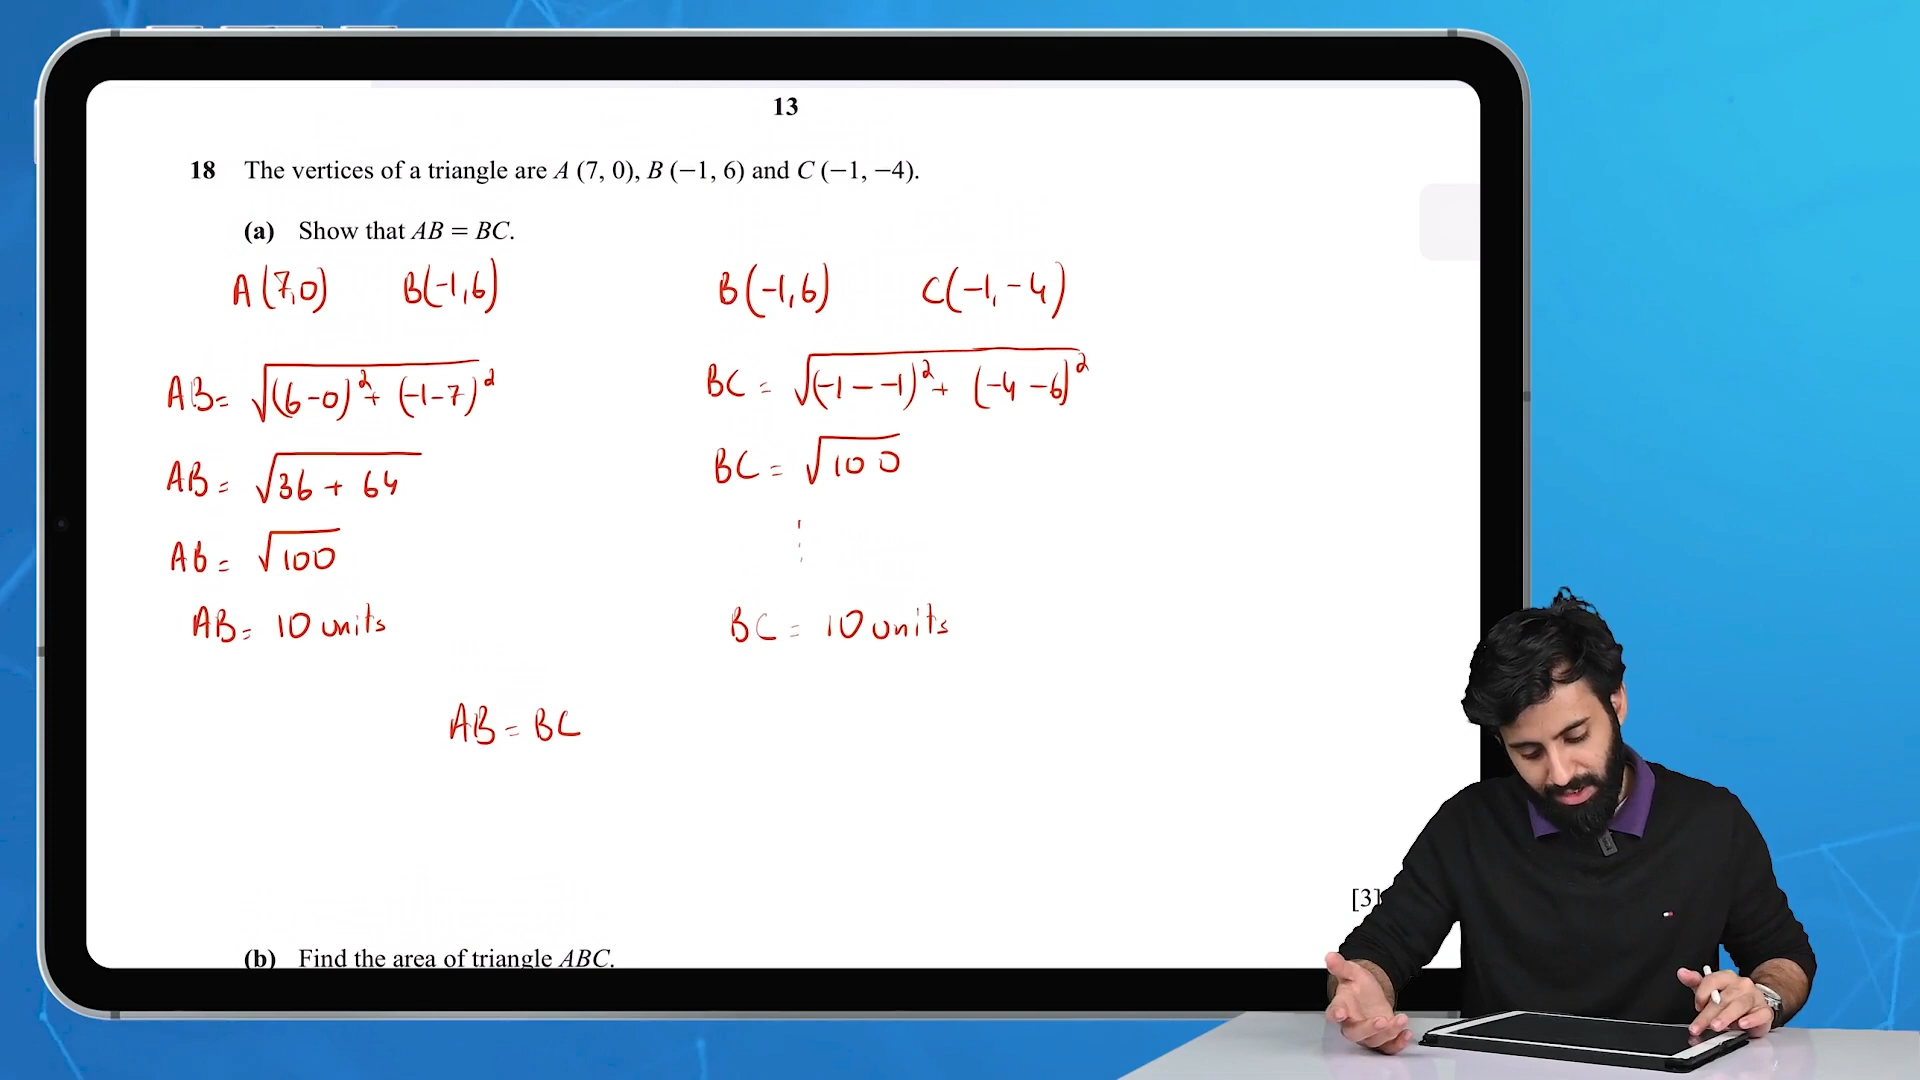 13
18 The vertices of a triangle are A (7, 0), B (−1, 6) and C (−1, −4).
(a) Show that AB = BC.
A(7,0) B(-1,6)
AB = √((6-0)² + (-1-7)²)
AB = √(36 + 64)
AB = √100
AB = 10 units
B(-1,6) C(-1,-4)
BC = √((-1--1)² + (-4-6)²)
BC = √100
BC = 10 units
AB = BC
[3]
(b) Find the area of triangle ABC.